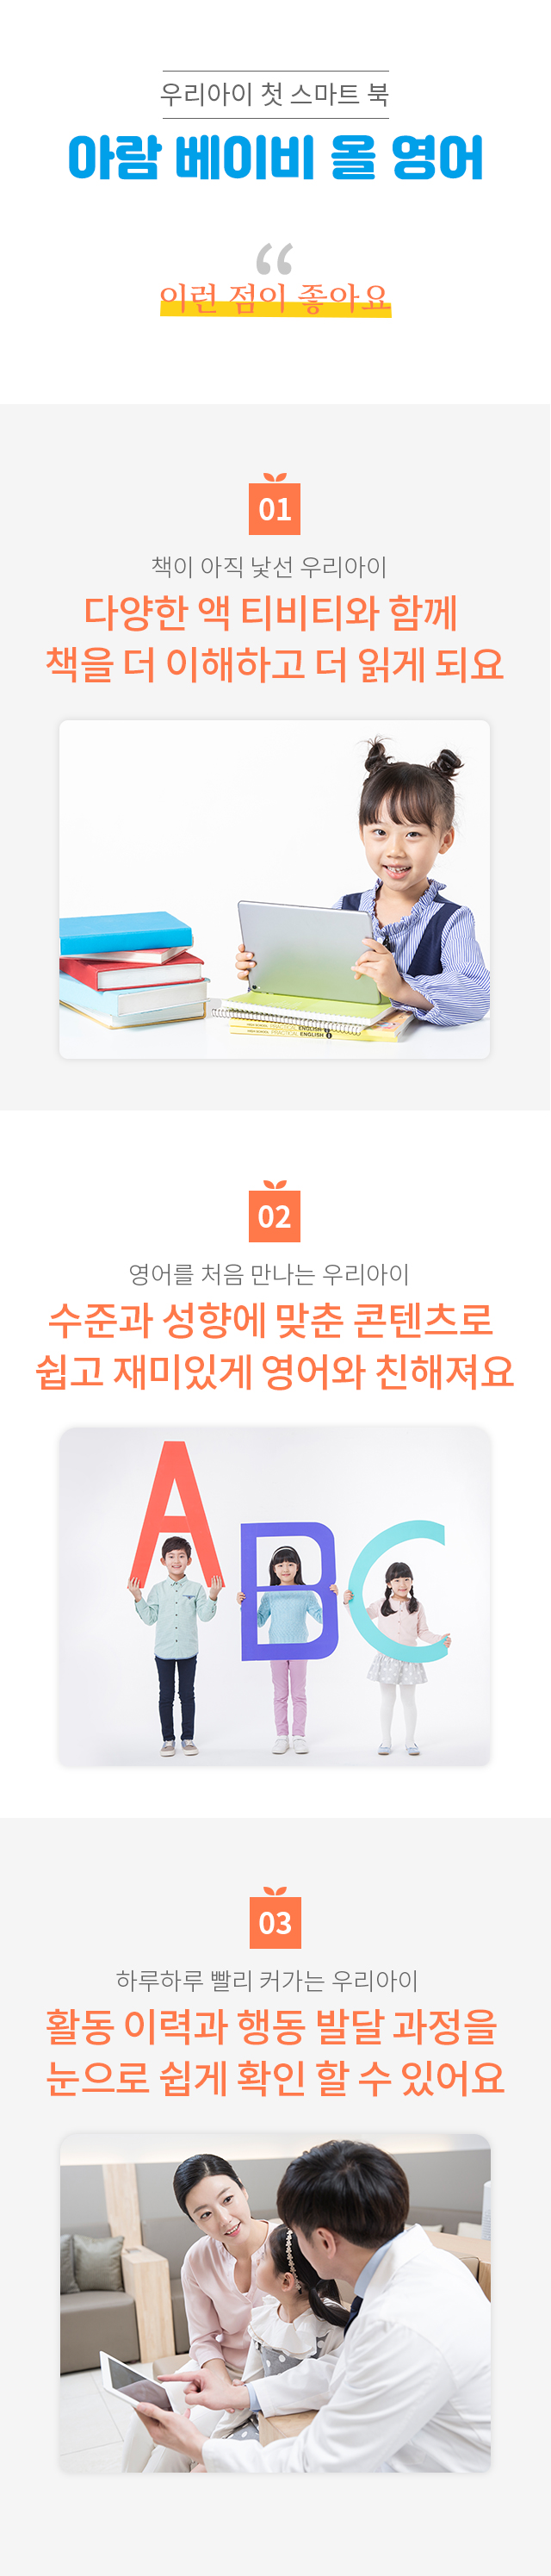 우리아이 첫 스마트 북
아람 베이비 올 영어
“
이런 점이 좋아요
01
책이 아직 낯선 우리아이
다양한 액 티비티와 함께
책을 더 이해하고 더 읽게 되요
PRACTICAL ENGLISH
PRACTICAL ENGLISH
02
영어를 처음 만나는 우리아이
수준과 성향에 맞춘 콘텐츠로
쉽고 재미있게 영어와 친해져요
A B C
03
하루하루 빨리 커가는 우리아이
활동 이력과 행동 발달 과정을
눈으로 쉽게 확인 할 수 있어요